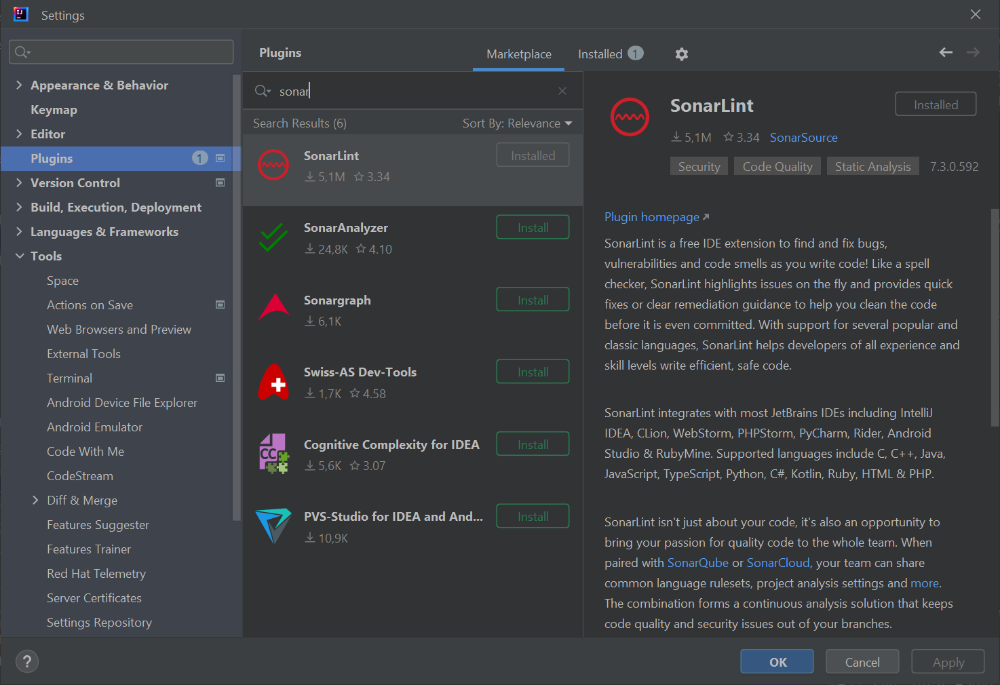 Settings
Appearance & Behavior
Keymap
Editor
Plugins 1
Version Control
Build, Execution, Deployment
Languages & Frameworks
Tools
Space
Actions on Save
Web Browsers and Preview
External Tools
Terminal
Android Device File Explorer
Android Emulator
Code With Me
CodeStream
Diff & Merge
Features Suggester
Features Trainer
Red Hat Telemetry
Server Certificates
Settings Repository
Plugins
Marketplace
Installed 1
sonar
Search Results (6)
Sort By: Relevance
SonarLint
Installed
5,1M 3.34
SonarAnalyzer
Install
24,8K 4.10
Sonargraph
Install
6,1K
Swiss-AS Dev-Tools
Install
1,7K 4.58
CC
Cognitive Complexity for IDEA
Install
5,6K 3.07
PVS-Studio for IDEA and And...
Install
10,9K
SonarLint
Installed
5,1M 3.34 SonarSource
Security Code Quality Static Analysis 7.3.0.592
Plugin homepage
SonarLint is a free IDE extension to find and fix bugs,
vulnerabilities and code smells as you write code! Like a spell
checker, SonarLint highlights issues on the fly and provides quick
fixes or clear remediation guidance to help you clean the code
before it is even committed. With support for several popular and
classic languages, SonarLint helps developers of all experience and
skill levels write efficient, safe code.
SonarLint integrates with most JetBrains IDEs including IntelliJ
IDEA, CLion, WebStorm, PHPStorm, PyCharm, Rider, Android
Studio & RubyMine. Supported languages include C, C++, Java,
JavaScript, TypeScript, Python, C#, Kotlin, Ruby, HTML & PHP.
SonarLint isn't just about your code, it's also an opportunity to
bring your passion for quality code to the whole team. When
paired with SonarQube or SonarCloud, your team can share
common language rulesets, project analysis settings and more.
The combination forms a continuous analysis solution that keeps
code quality and security issues out of your branches.
?
OK
Cancel
Apply